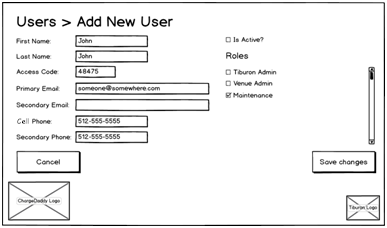 Users > Add New User
First Name: John
Last Name: John
Access Code: 48475
Primary Email: someone@somewhere.com
Secondary Email:
Cell Phone: 512-555-5555
Secondary Phone: 512-555-5555
Is Active?
Roles
Tiburon Admin
Venue Admin
Maintenance
Cancel
Save changes
ChargeDaddy Logo
Tiburon Logo